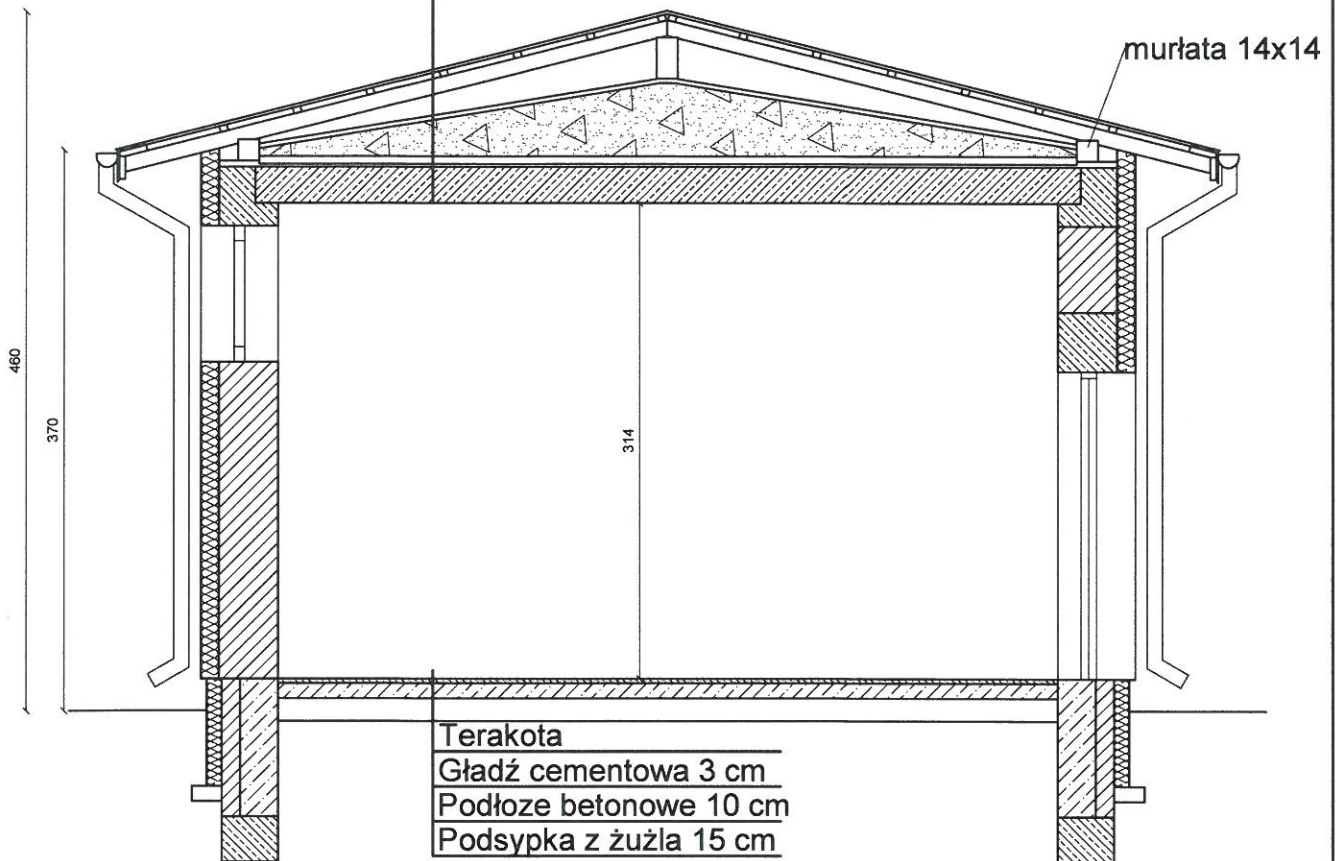 murłata 14x14
460
370
314
Terakota
Gładź cementowa 3 cm
Podłoze betonowe 10 cm
Podsypka z żużla 15 cm